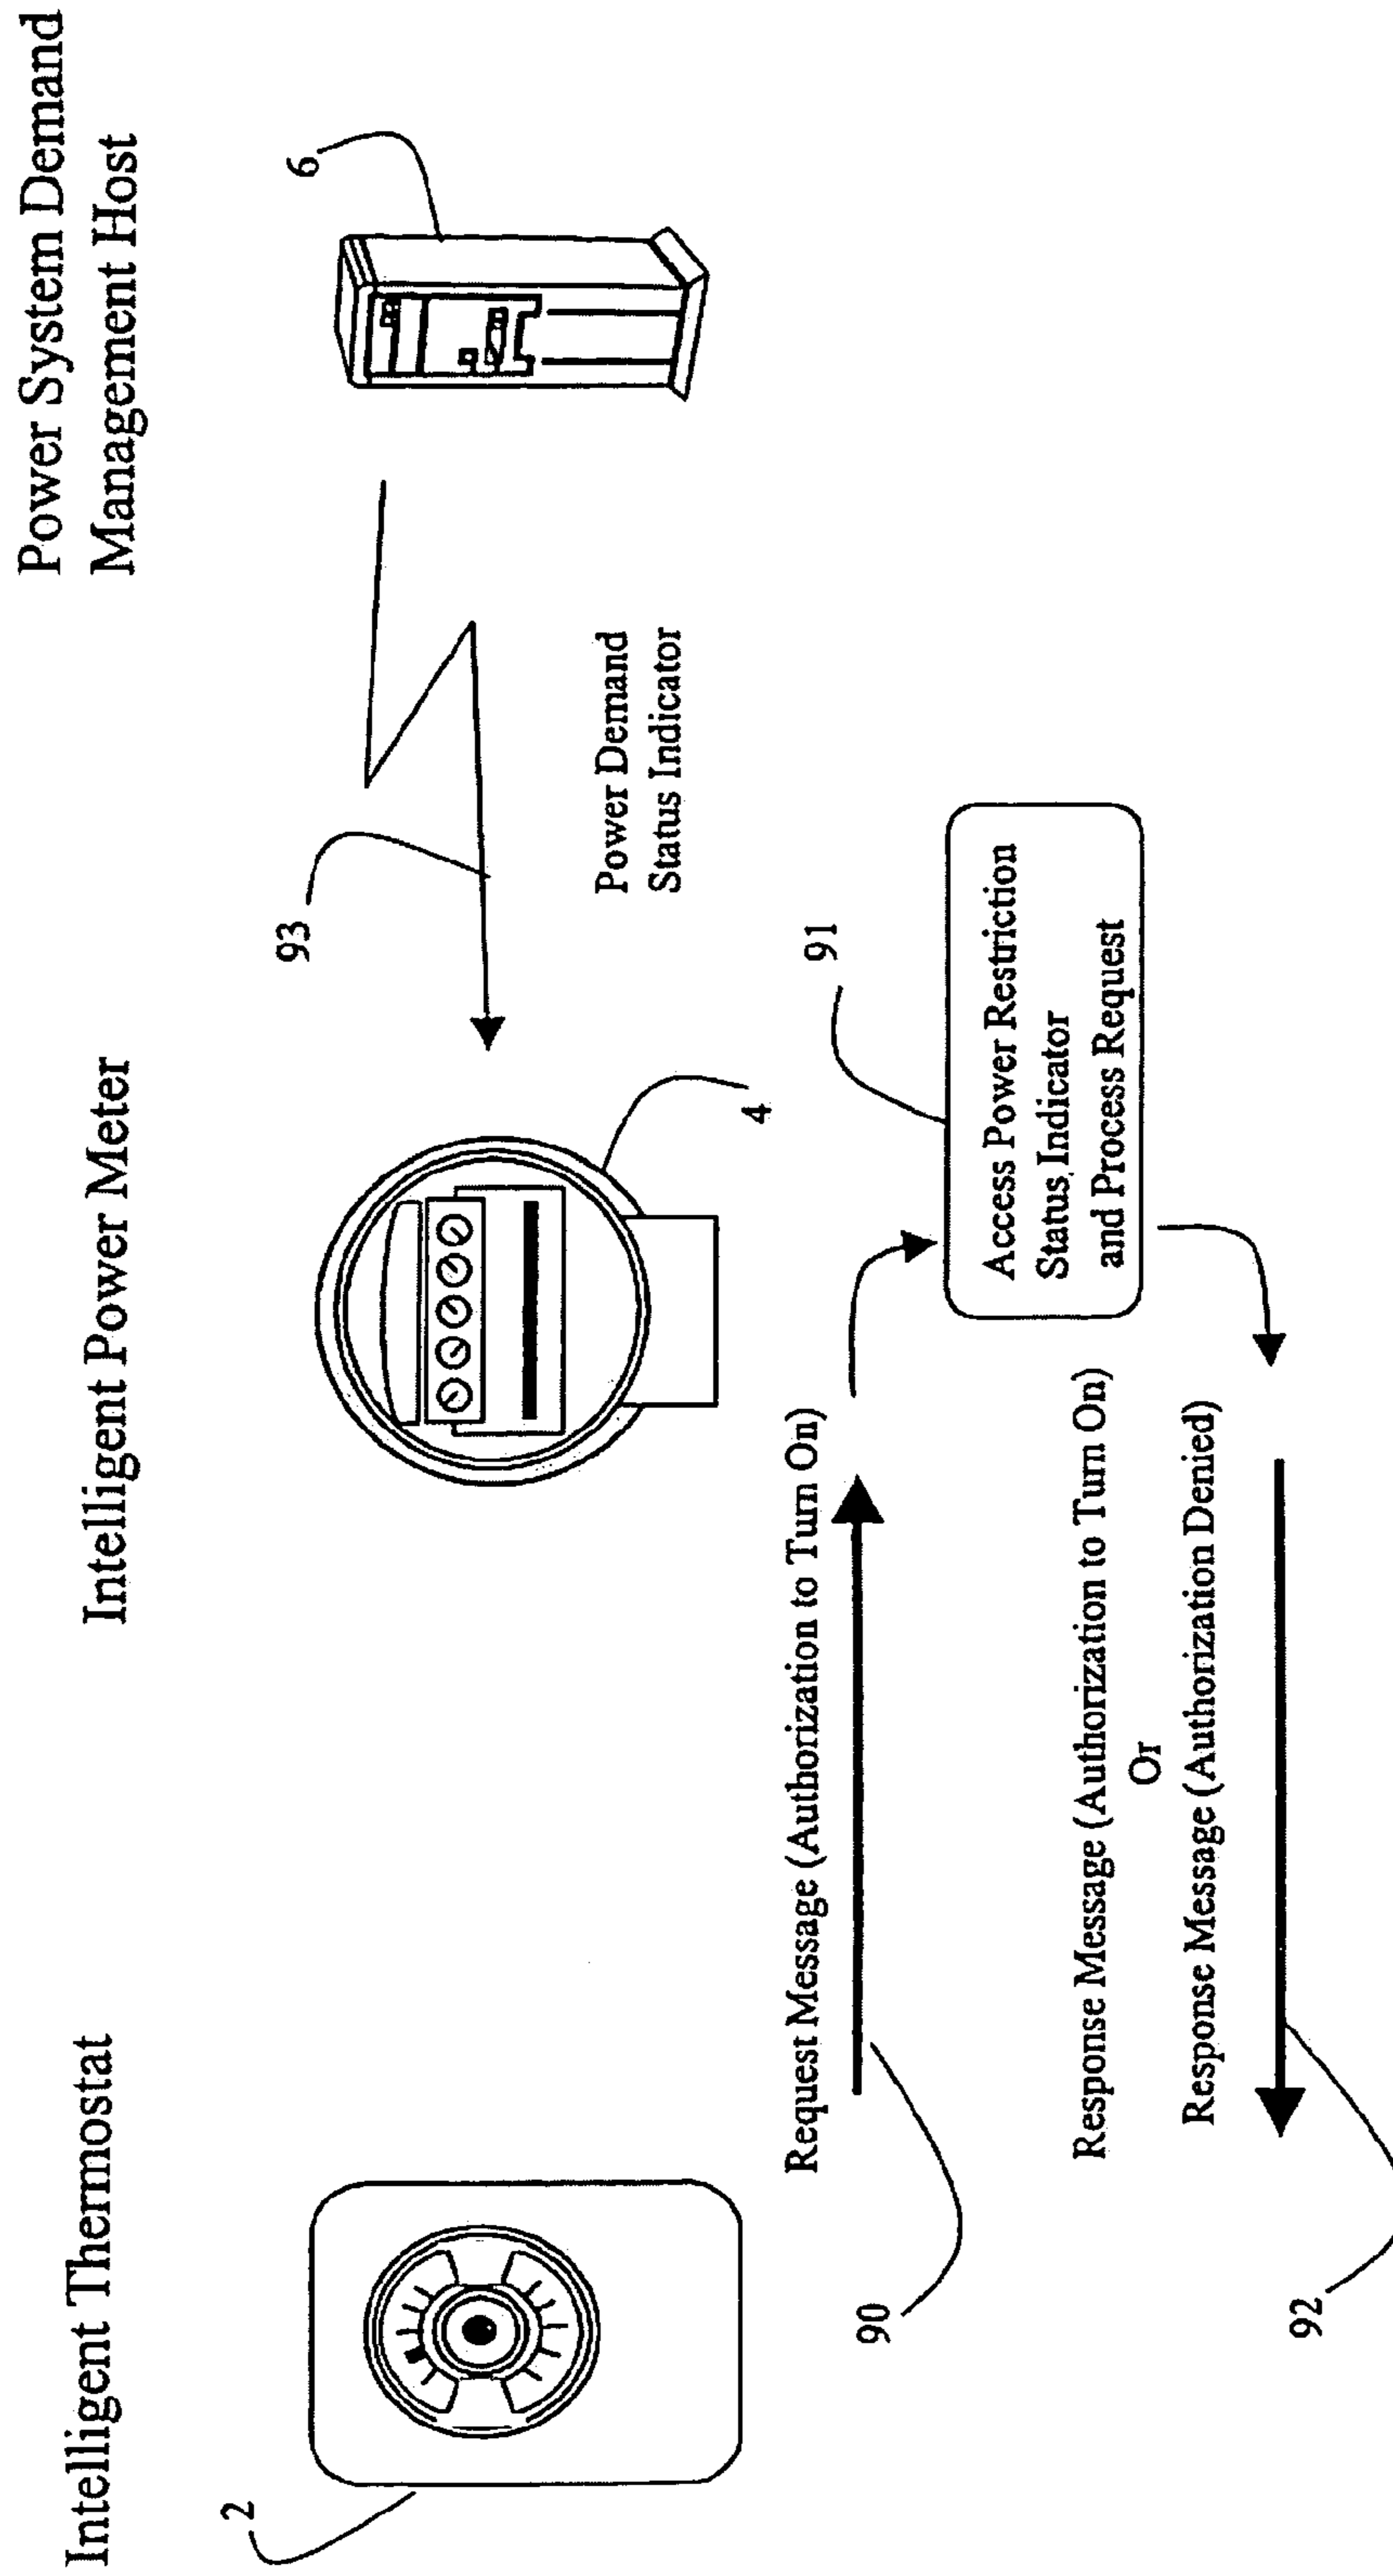 Intelligent Thermostat
Intelligent Power Meter
Power System Demand
Management Host
2
4
6
93
Power Demand
Status Indicator
Request Message (Authorization to Turn On)
90
91
Access Power Restriction
Status Indicator
and Process Request
Response Message (Authorization to Turn On)
Or
Response Message (Authorization Denied)
92